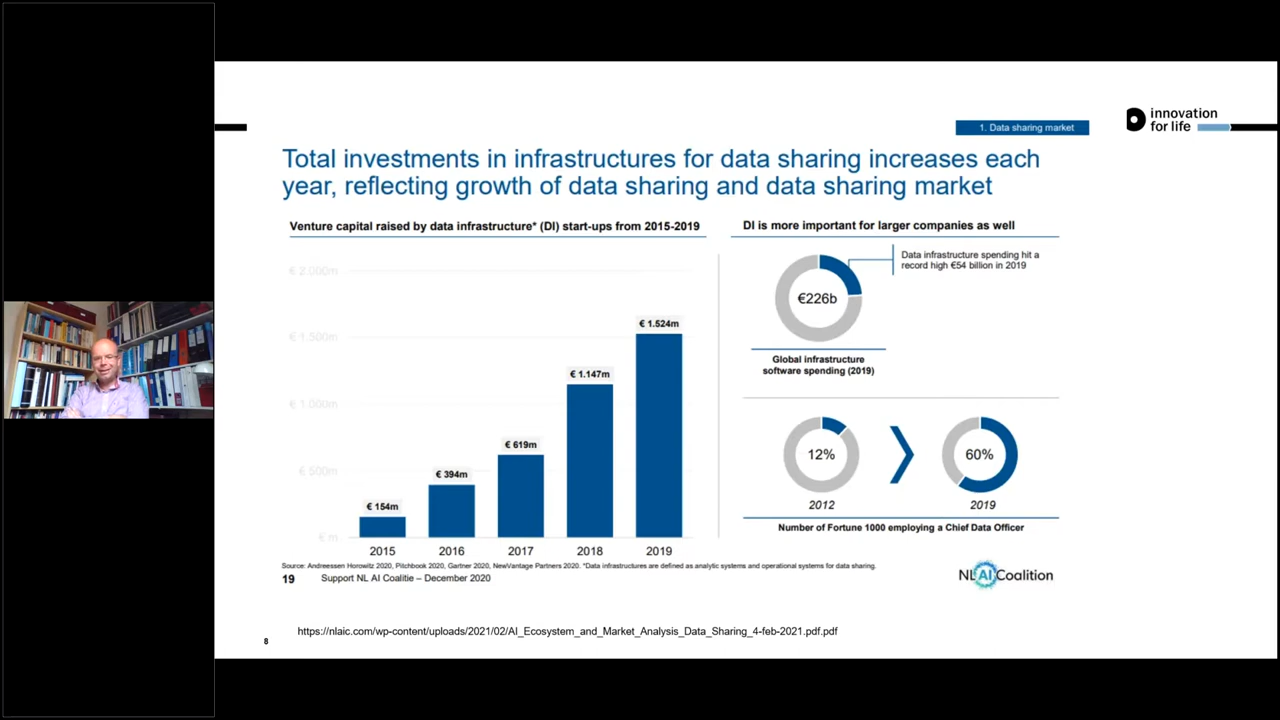 innovation
for life
1. Data sharing market
Total investments in infrastructures for data sharing increases each
year, reflecting growth of data sharing and data sharing market
Venture capital raised by data infrastructure* (DI) start-ups from 2015-2019
€ 2.000m
€ 1.500m
€ 1.000m
€ 500m
€ m
€ 154m
€ 394m
€ 619m
€ 1.147m
€ 1.524m
2015 2016 2017 2018 2019
DI is more important for larger companies as well
Data infrastructure spending hit a
record high €54 billion in 2019
€226b
Global infrastructure
software spending (2019)
12% 60%
2012 2019
Number of Fortune 1000 employing a Chief Data Officer
Source: Andreessen Horowitz 2020, Pitchbook 2020, Gartner 2020, NewVantage Partners 2020. *Data infrastructures are defined as analytic systems and operational systems for data sharing.
19 Support NL AI Coalitie – December 2020
NL AI Coalition
https://nlaic.com/wp-content/uploads/2021/02/AI_Ecosystem_and_Market_Analysis_Data_Sharing_4-feb-2021.pdf.pdf
8